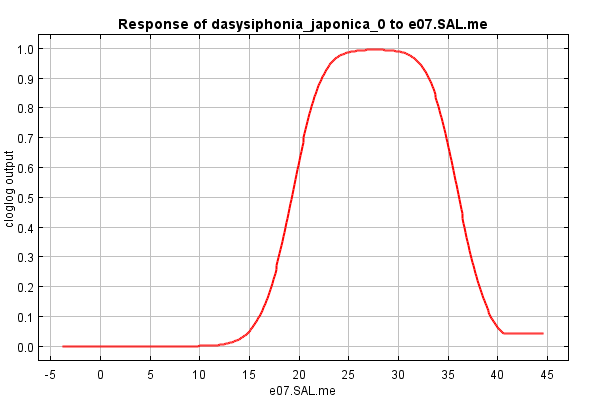 Response of dasysiphonia_japonica_0 to e07.SAL.me
cloglog output
1.0
0.9
0.8
0.7
0.6
0.5
0.4
0.3
0.2
0.1
0.0
-5 0 5 10 15 20 25 30 35 40 45
e07.SAL.me